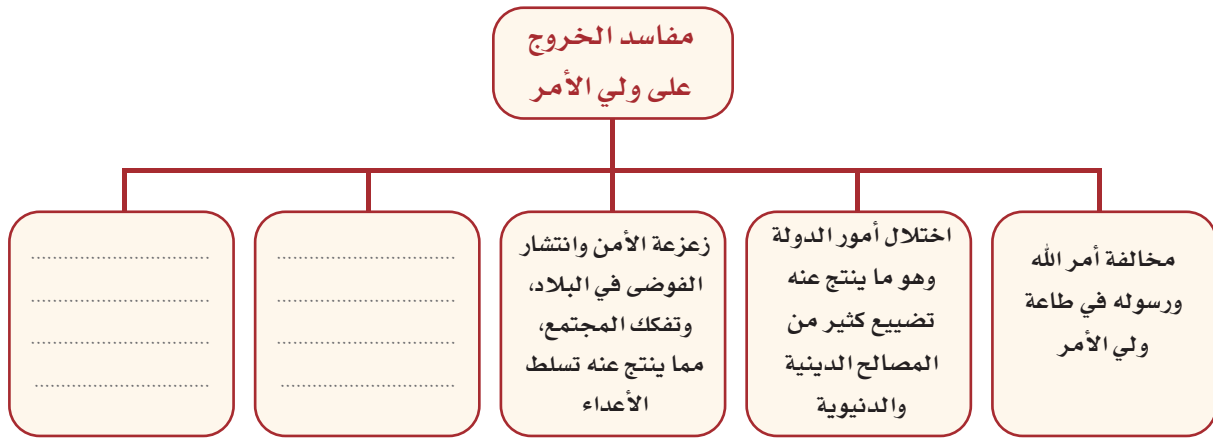 مفاسد الخروج
على ولي الأمر
مخالفة أمر الله
ورسوله في طاعة
ولي الأمر
اختلال أمور الدولة
وهو ما ينتج عنه
تضييع كثير من
المصالح الدينية
والدنيوية
زعزعة الأمن وانتشار
الفوضى في البلاد،
وتفكك المجتمع،
مما ينتج عنه تسلط
الأعداء